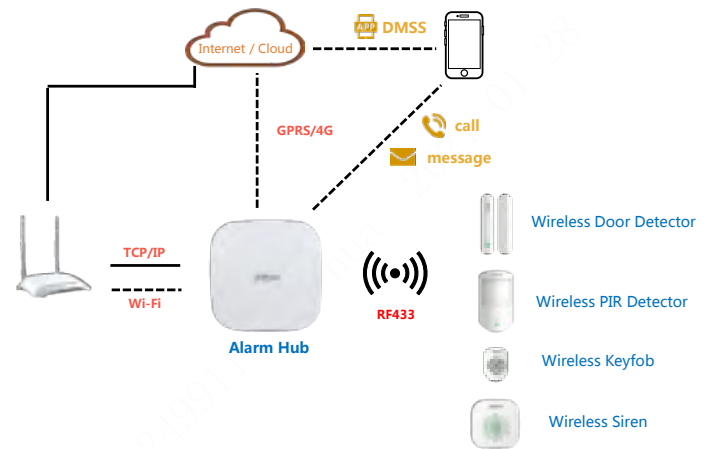 APP DMSS
Internet / Cloud
GPRS/4G
call
message
Wireless Door Detector
TCP/IP
Wi-Fi
RF433
Wireless PIR Detector
Alarm Hub
Wireless Keyfob
Wireless Siren